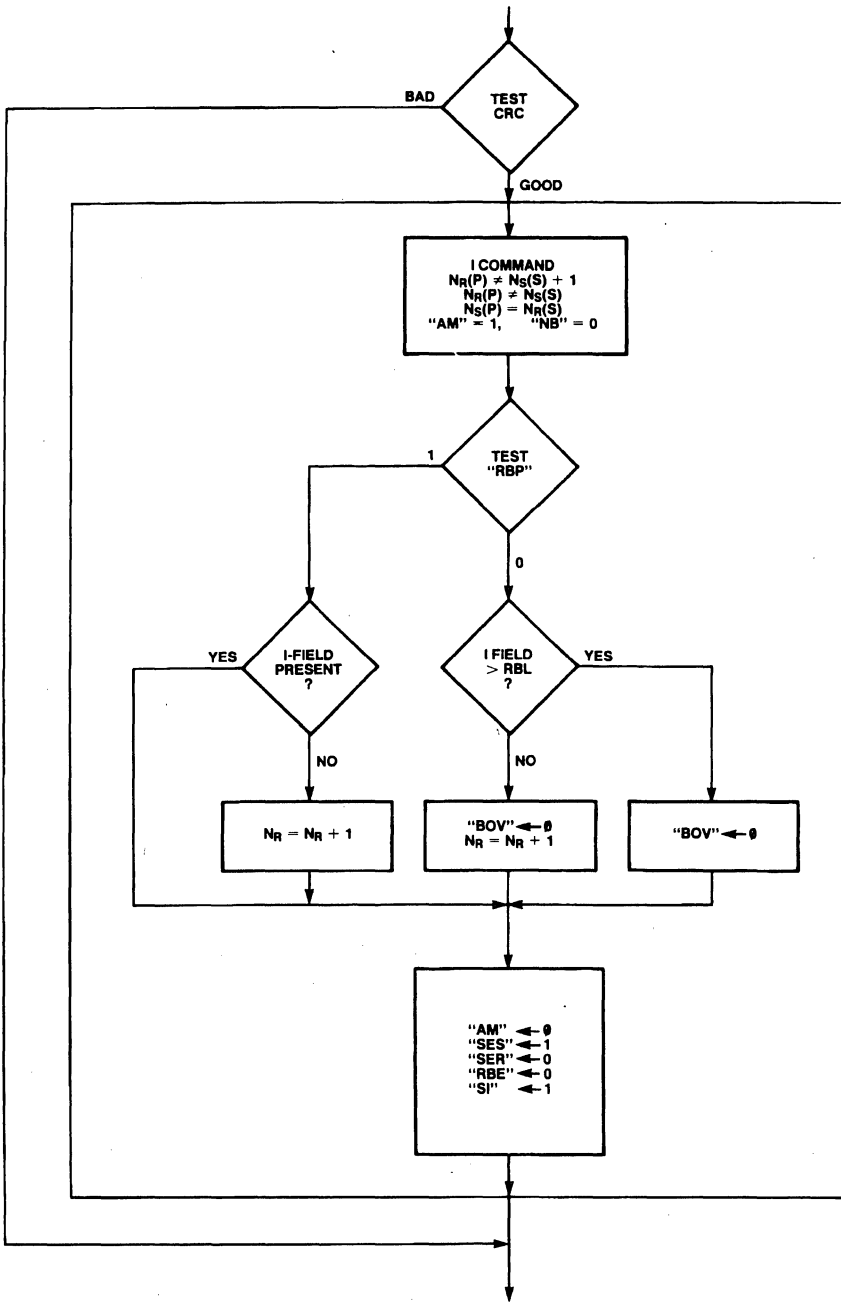 TEST
CRC
BAD
GOOD
I COMMAND
NR(P) ≠ NS(S) + 1
NR(P) ≠ NS(S)
NS(P) = NR(S)
"AM" = 1, "NB" = 0
TEST
"RBP"
1
0
I-FIELD
PRESENT
?
YES
NO
I FIELD
> RBL
?
YES
NO
NR = NR + 1
"BOV" ← 0
NR = NR + 1
"BOV" ← 0
"AM" ← 0
"SES" ← 1
"SER" ← 0
"RBE" ← 0
"SI" ← 1